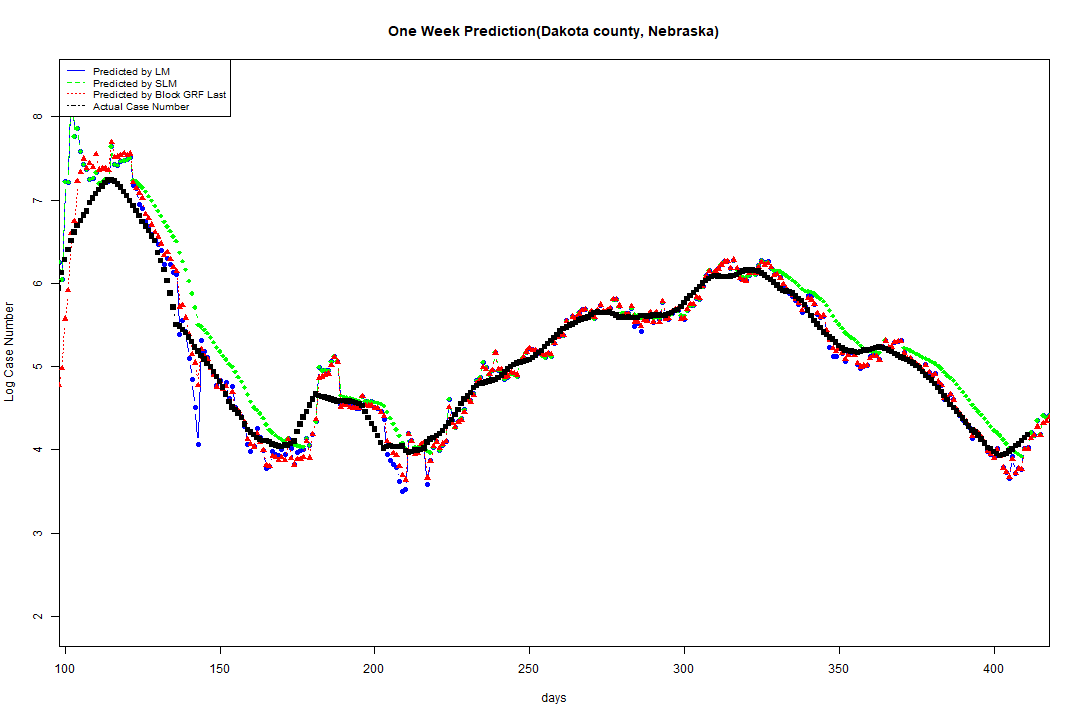 One Week Prediction(Dakota county, Nebraska)
Predicted by LM
Predicted by SLM
Predicted by Block GRF Last
Actual Case Number
8
7
6
5
4
3
2
Log Case Number
100 150 200 250 300 350 400
days